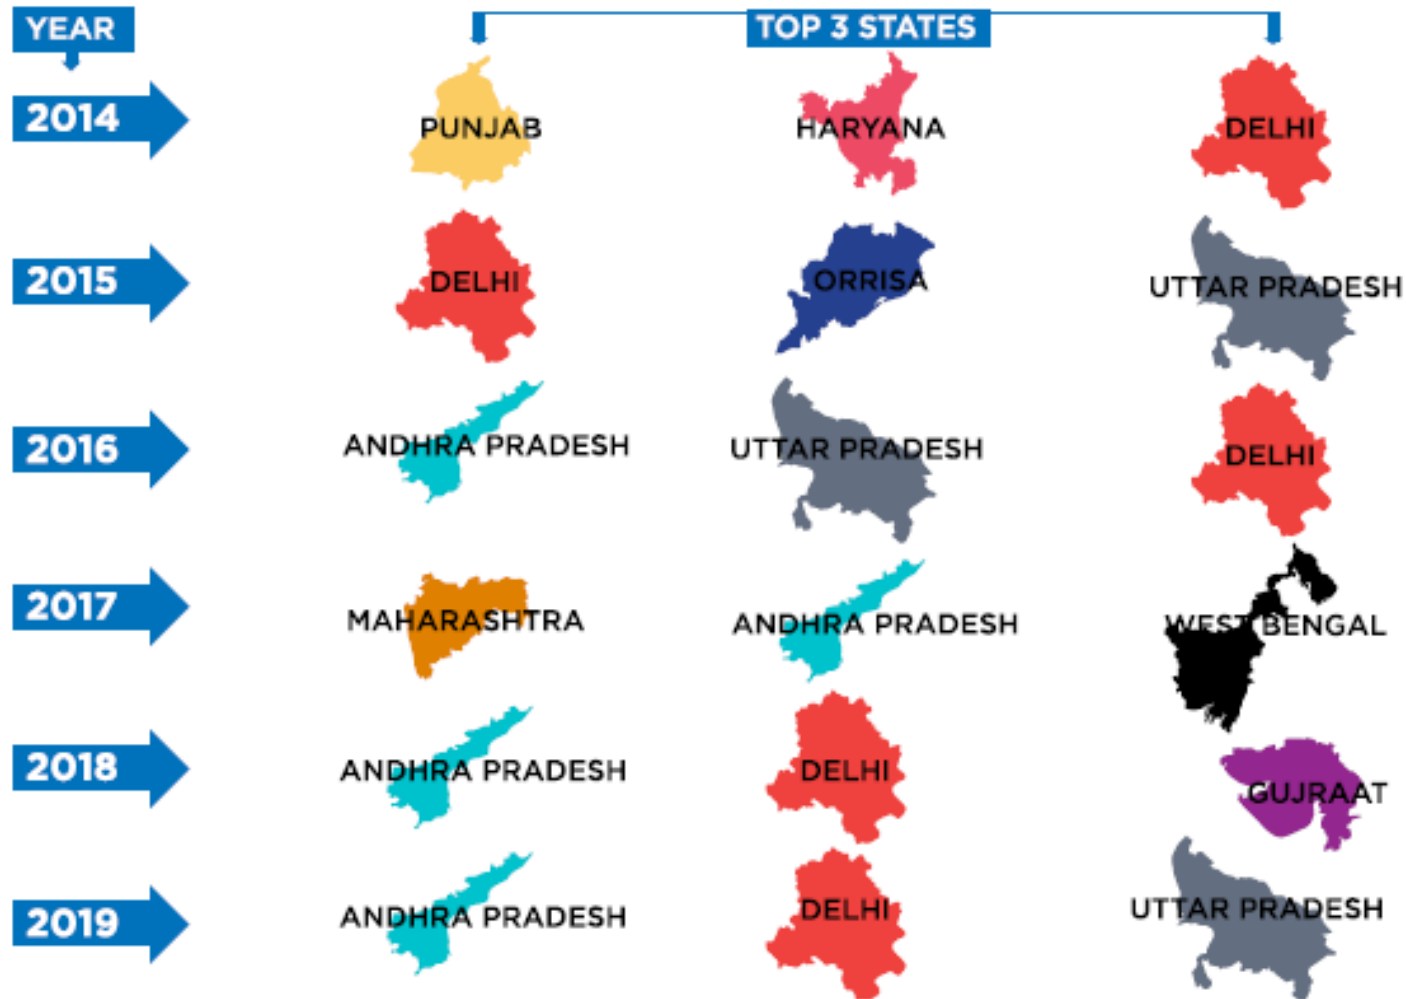 YEAR
TOP 3 STATES
2014
PUNJAB
HARYANA
DELHI
2015
DELHI
ORRISA
UTTAR PRADESH
2016
ANDHRA PRADESH
UTTAR PRADESH
DELHI
2017
MAHARASHTRA
ANDHRA PRADESH
WEST BENGAL
2018
ANDHRA PRADESH
DELHI
GUJRAAT
2019
ANDHRA PRADESH
DELHI
UTTAR PRADESH